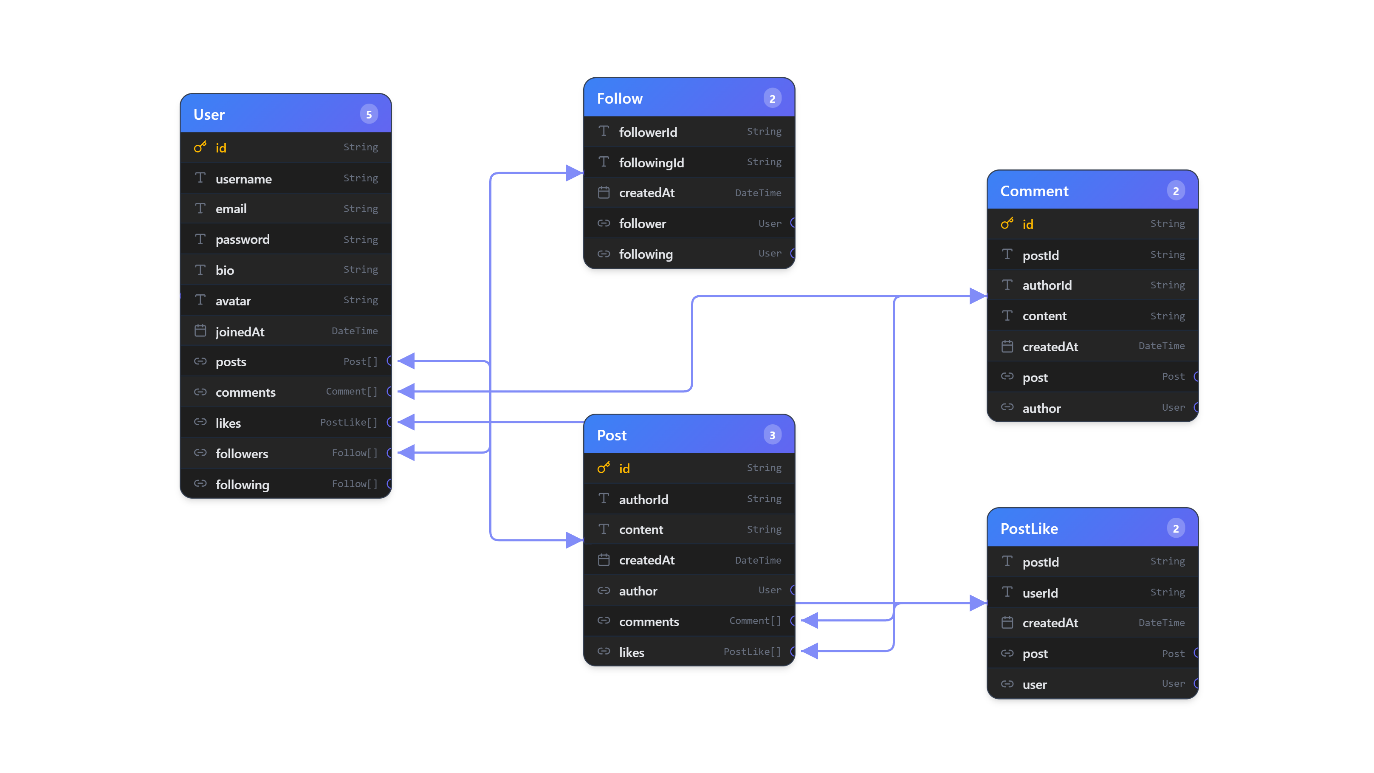 User 5
id String
username String
email String
password String
bio String
avatar String
joinedAt DateTime
posts Post[]
comments Comment[]
likes PostLike[]
followers Follow[]
following Follow[]
Follow 2
followerId String
followingId String
createdAt DateTime
follower User
following User
Post 3
id String
authorId String
content String
createdAt DateTime
author User
comments Comment[]
likes PostLike[]
Comment 2
id String
postId String
authorId String
content String
createdAt DateTime
post Post
author User
PostLike 2
postId String
userId String
createdAt DateTime
post Post
user User